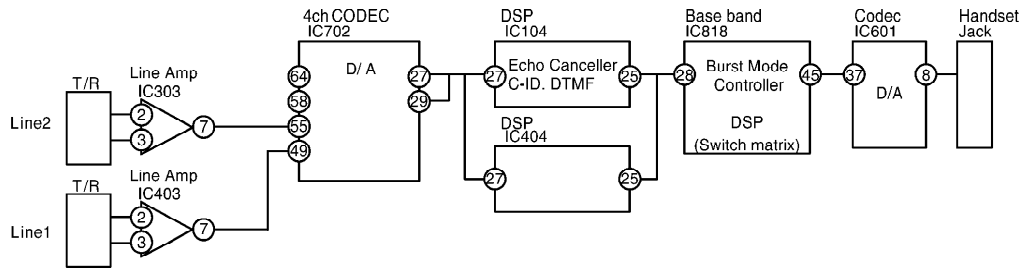 4ch CODEC
IC702
D/ A
64
58
55
49
27
29
DSP
IC104
Echo Canceller
C-ID. DTMF
27
25
DSP
IC404
27
25
Base band
IC818
Burst Mode
Controller
DSP
(Switch matrix)
28
45
Codec
IC601
D/A
37
8
Handset
Jack
Line2
T/R
Line Amp
IC303
2
3
7
Line1
T/R
Line Amp
IC403
2
3
7